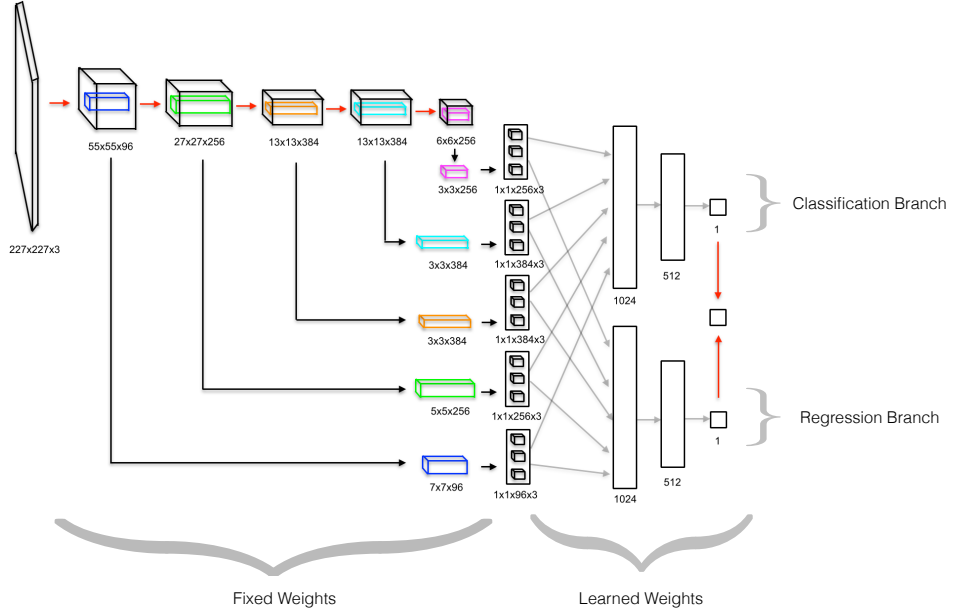 227x227x3
55x55x96
27x27x256
13x13x384
13x13x384
6x6x256
3x3x256
1x1x256x3
3x3x384
1x1x384x3
3x3x384
1x1x384x3
5x5x256
1x1x256x3
7x7x96
1x1x96x3
1024
512
1
Classification Branch
1024
512
1
Regression Branch
Fixed Weights
Learned Weights